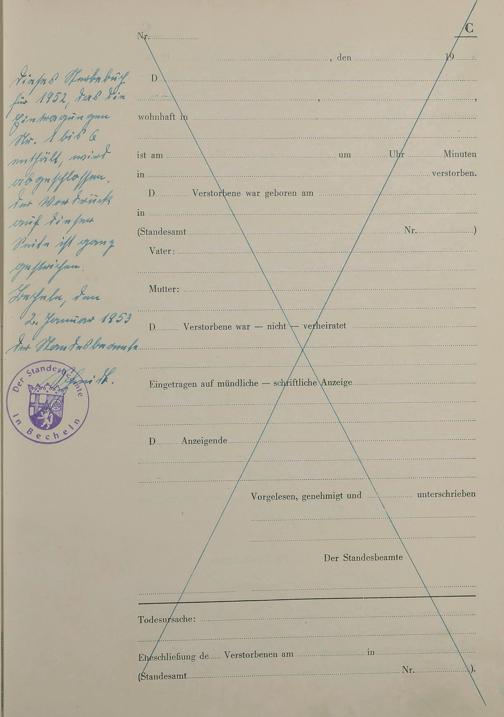 C
Nr.
, den 19
D
,
,
wohnhaft in
ist am um Uhr Minuten
in verstorben.
D Verstorbene war geboren am
in
(Standesamt Nr. )
Vater:
Mutter:
D Verstorbene war — nicht — verheiratet
Eingetragen auf mündliche — schriftliche Anzeige
D Anzeigende
Vorgelesen, genehmigt und unterschrieben
Der Standesbeamte
Todesursache:
Eheschließung de Verstorbenen am in
(Standesamt Nr. ).
Dieses Sterbebuch
für 1952, das die
Eintragungen
Nr. 1 bis 6
enthält, wird
abgeschlossen.
Der Vordruck
auf dieser
Seite ist ganz
gestrichen.
Becheln, den
2. Januar 1953
Der Standesbeamte
Der Standesbeamte
in Becheln